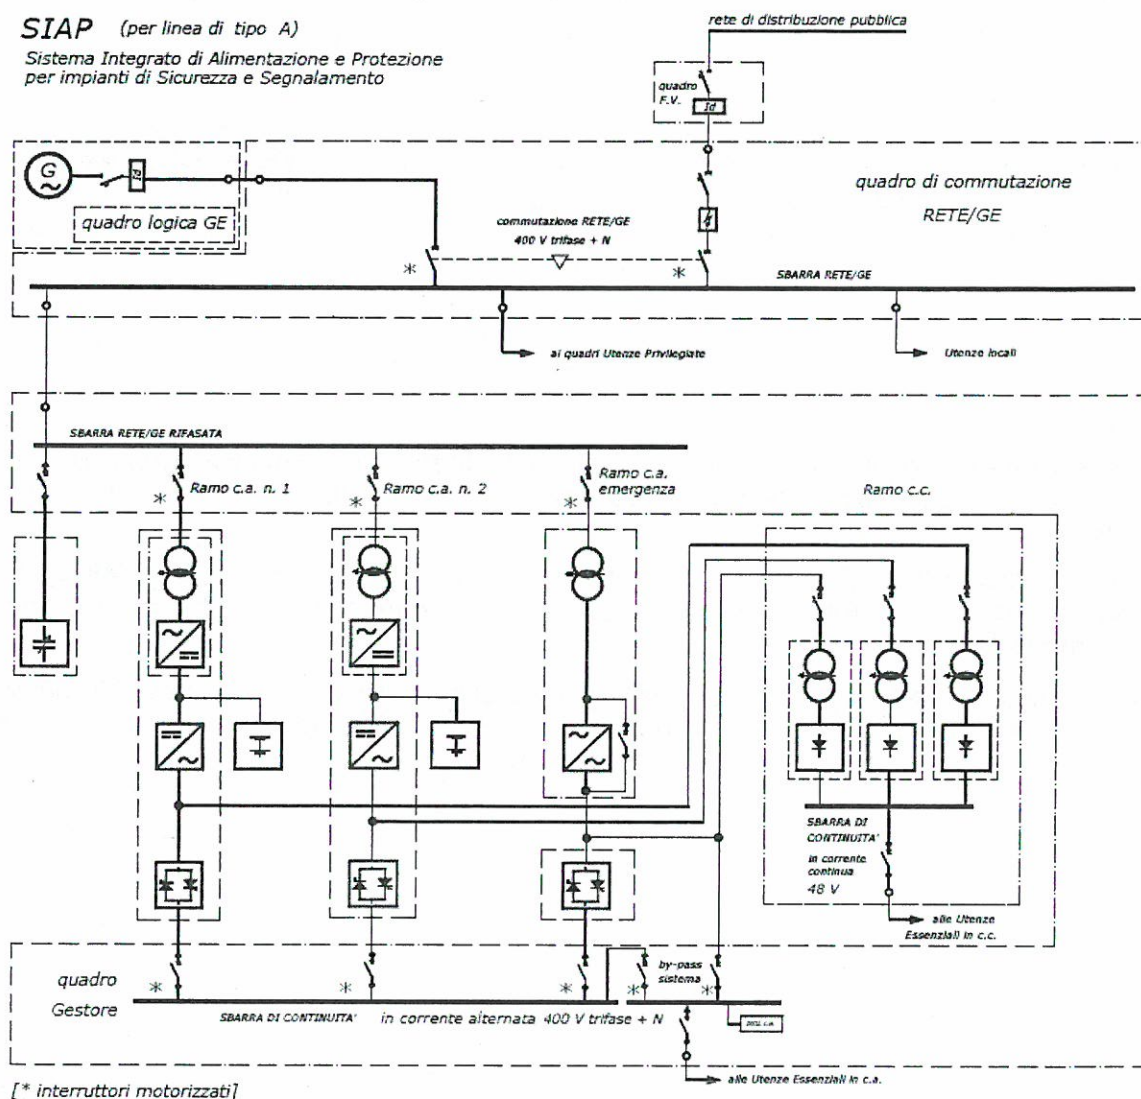 SIAP (per linea di tipo A)
Sistema Integrato di Alimentazione e Protezione
per impianti di Sicurezza e Segnalamento
rete di distribuzione pubblica
quadro
F.V.
Id
G
Id
quadro logica GE
quadro di commutazione
RETE/GE
commutazione RETE/GE
400 V trifase + N
*
*
SBARRA RETE/GE
ai quadri Utenze Privilegiate
Utenze locali
SBARRA RETE/GE RIFASATA
* Ramo c.a. n. 1
* Ramo c.a. n. 2
Ramo c.a.
* emergenza
Ramo c.c.
SBARRA DI
CONTINUITA'
in corrente
continua
48 V
alle Utenze
Essenziali in c.c.
quadro
Gestore
*
*
*
*
*
by-pass
sistema
SBARRA DI CONTINUITA' in corrente alternata 400 V trifase + N
alle Utenze Essenziali in c.a.
[* interruttori motorizzati]